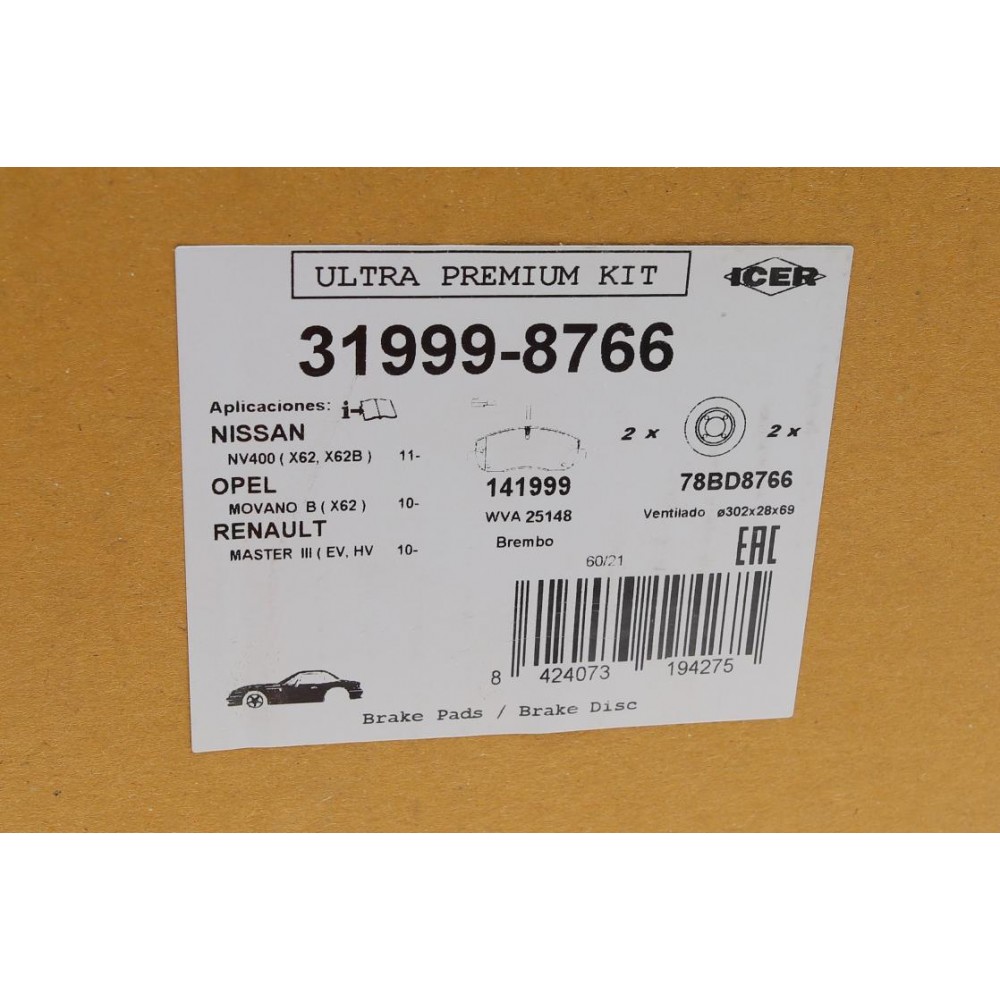 ULTRA PREMIUM KIT
ICER
31999-8766
Aplicaciones: i
NISSAN
NV400 ( X62, X62B ) 11-
OPEL
MOVANO B ( X62 ) 10-
RENAULT
MASTER III ( EV, HV 10-
2 x
2 x
141999
78BD8766
WVA 25148
Ventilado ø302x28x69
Brembo
EAC
60/21
8 424073 194275
Brake Pads / Brake Disc